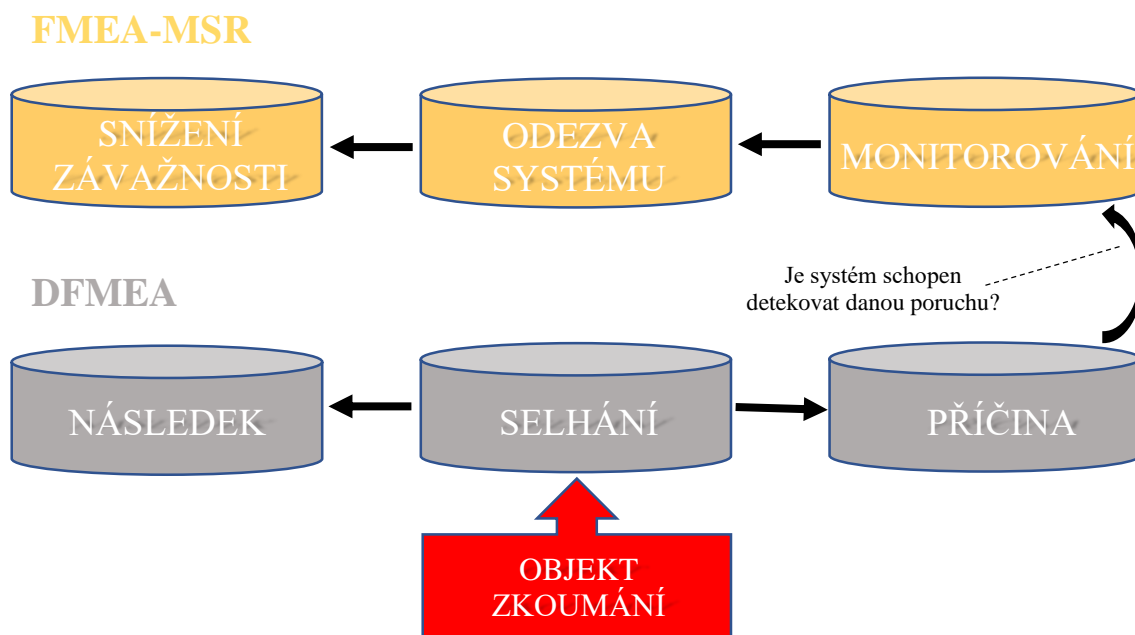 FMEA-MSR
SNÍŽENÍ
ZÁVAŽNOSTI
ODEZVA
SYSTÉMU
MONITOROVÁNÍ
Je systém schopen
detekovat danou poruchu?
DFMEA
NÁSLEDEK
SELHÁNÍ
PŘÍČINA
OBJEKT
ZKOUMÁNÍ